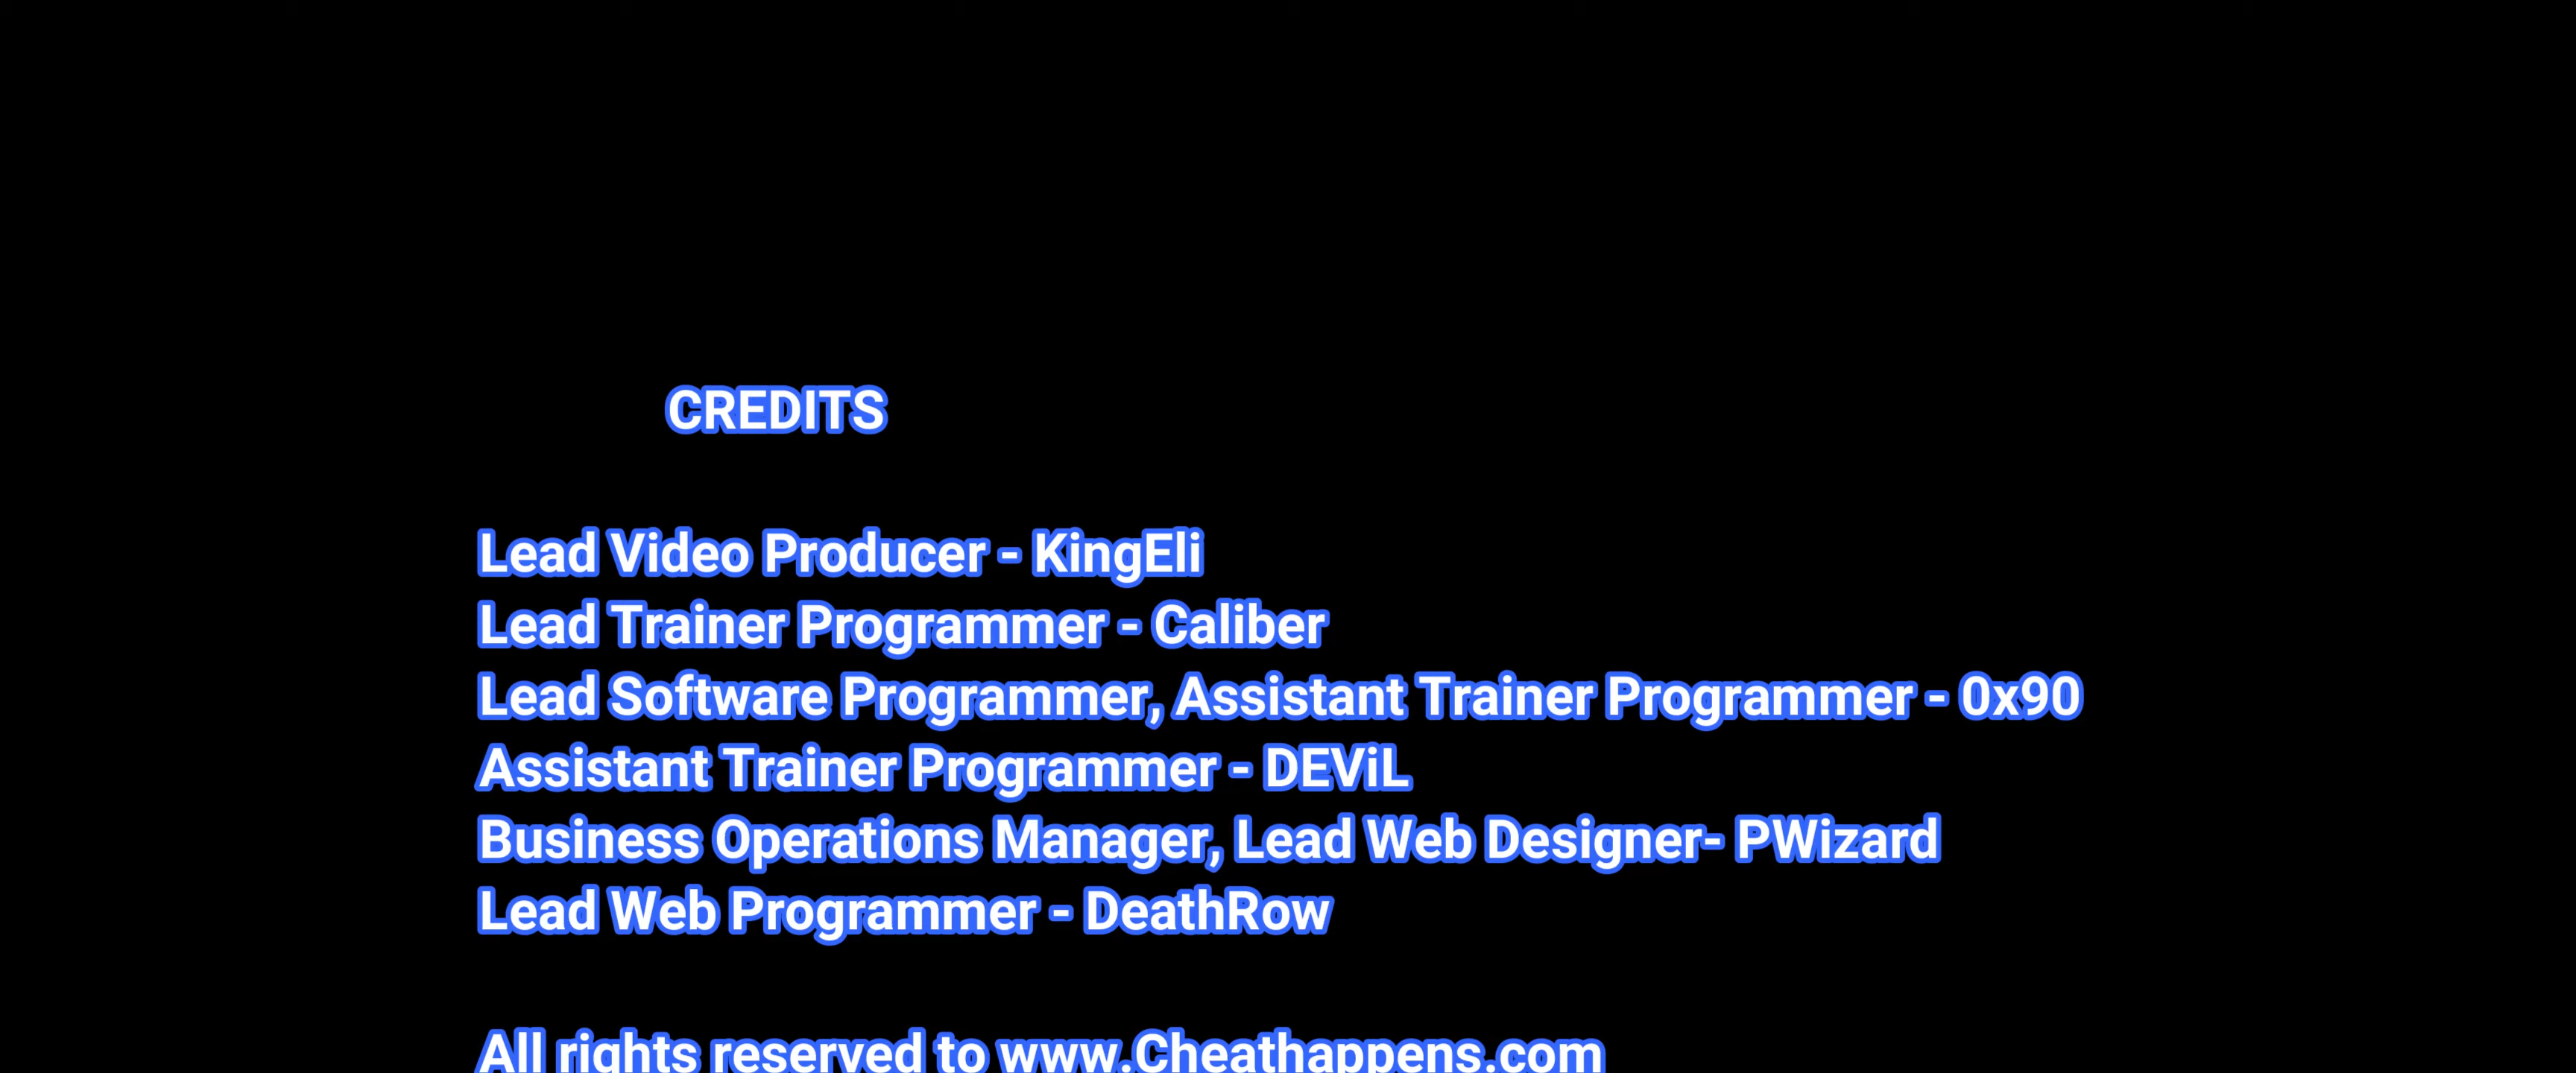 CREDITS
Lead Video Producer - KingEli
Lead Trainer Programmer - Caliber
Lead Software Programmer, Assistant Trainer Programmer - 0x90
Assistant Trainer Programmer - DEViL
Business Operations Manager, Lead Web Designer- PWizard
Lead Web Programmer - DeathRow
All rights reserved to www.Cheathappens.com